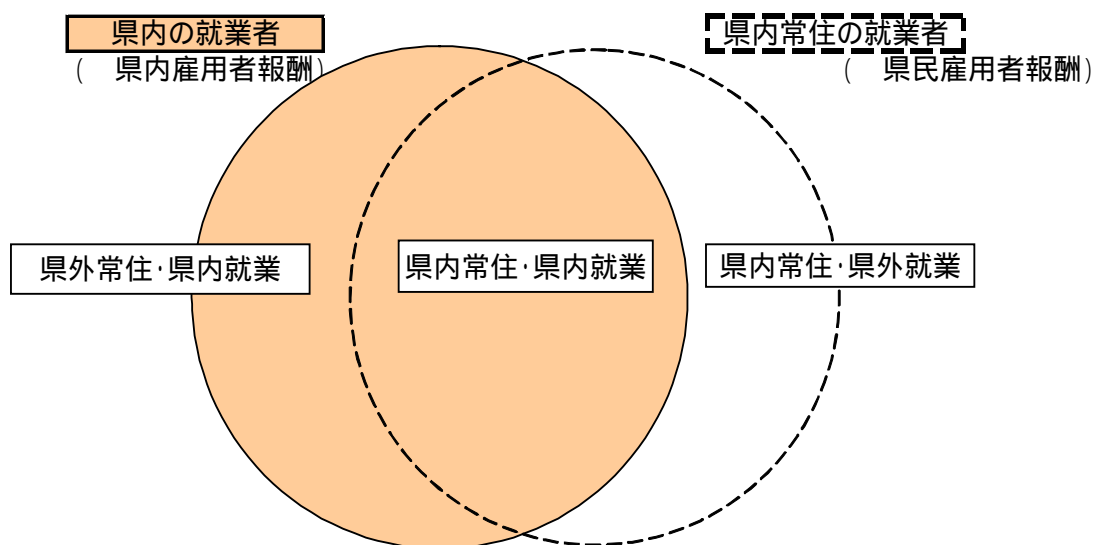 県内の就業者
( 県内雇用者報酬)
県内常住の就業者
( 県民雇用者報酬)
県外常住･県内就業
県内常住･県内就業
県内常住･県外就業